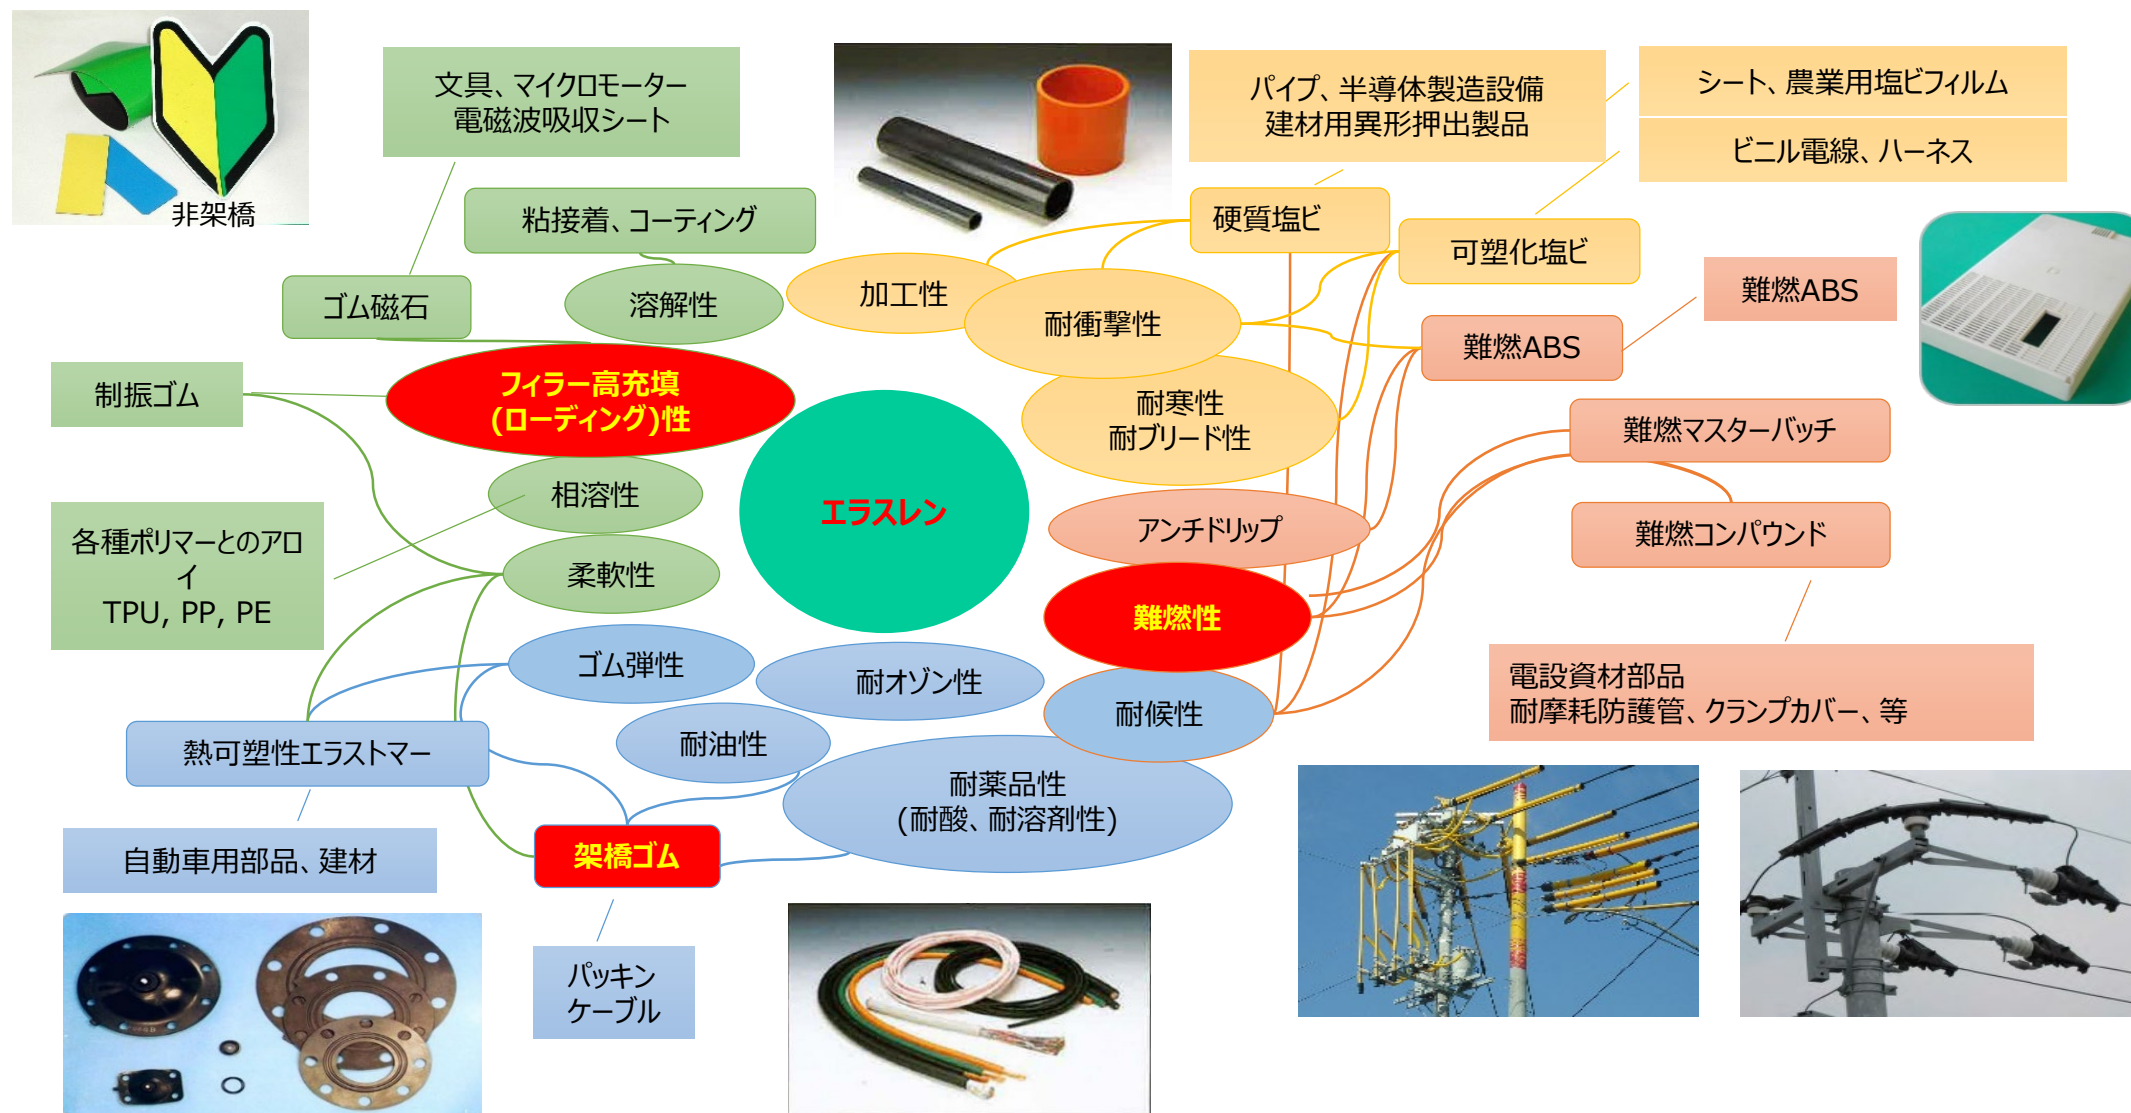 非架橋
文具、マイクロモーター
電磁波吸収シート
粘接着、コーティング
ゴム磁石
溶解性
制振ゴム
フィラー高充填
(ローディング)性
相溶性
各種ポリマーとのアロ
イ
TPU, PP, PE
柔軟性
ゴム弾性
熱可塑性エラストマー
自動車用部品、建材
架橋ゴム
パッキン
ケーブル
エラスレン
耐オゾン性
耐油性
耐薬品性
(耐酸、耐溶剤性)
パイプ、半導体製造設備
建材用異形押出製品
シート、農業用塩ビフィルム
ビニル電線、ハーネス
硬質塩ビ
可塑化塩ビ
加工性
耐衝撃性
難燃ABS
難燃ABS
耐寒性
耐ブリード性
難燃マスターバッチ
アンチドリップ
難燃コンパウンド
難燃性
耐候性
電設資材部品
耐摩耗防護管、クランプカバー、等